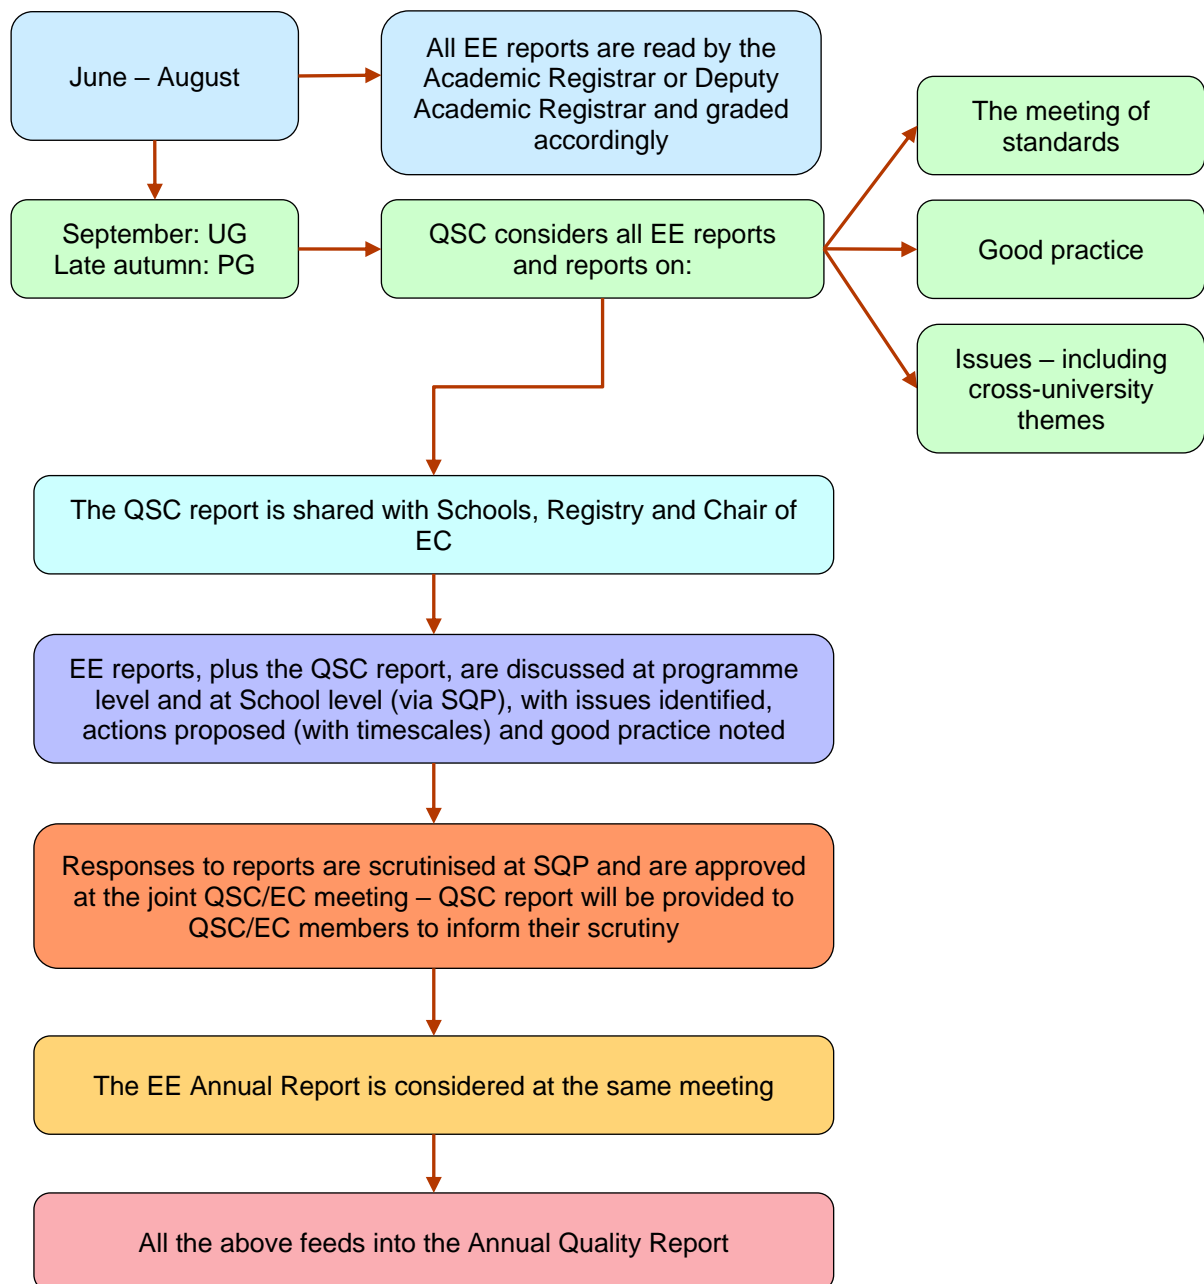 June – August
All EE reports are read by the
Academic Registrar or Deputy
Academic Registrar and graded
accordingly
The meeting of
standards
September: UG
Late autumn: PG
QSC considers all EE reports
and reports on:
Good practice
Issues – including
cross-university
themes
The QSC report is shared with Schools, Registry and Chair of
EC
EE reports, plus the QSC report, are discussed at programme
level and at School level (via SQP), with issues identified,
actions proposed (with timescales) and good practice noted
Responses to reports are scrutinised at SQP and are approved
at the joint QSC/EC meeting – QSC report will be provided to
QSC/EC members to inform their scrutiny
The EE Annual Report is considered at the same meeting
All the above feeds into the Annual Quality Report